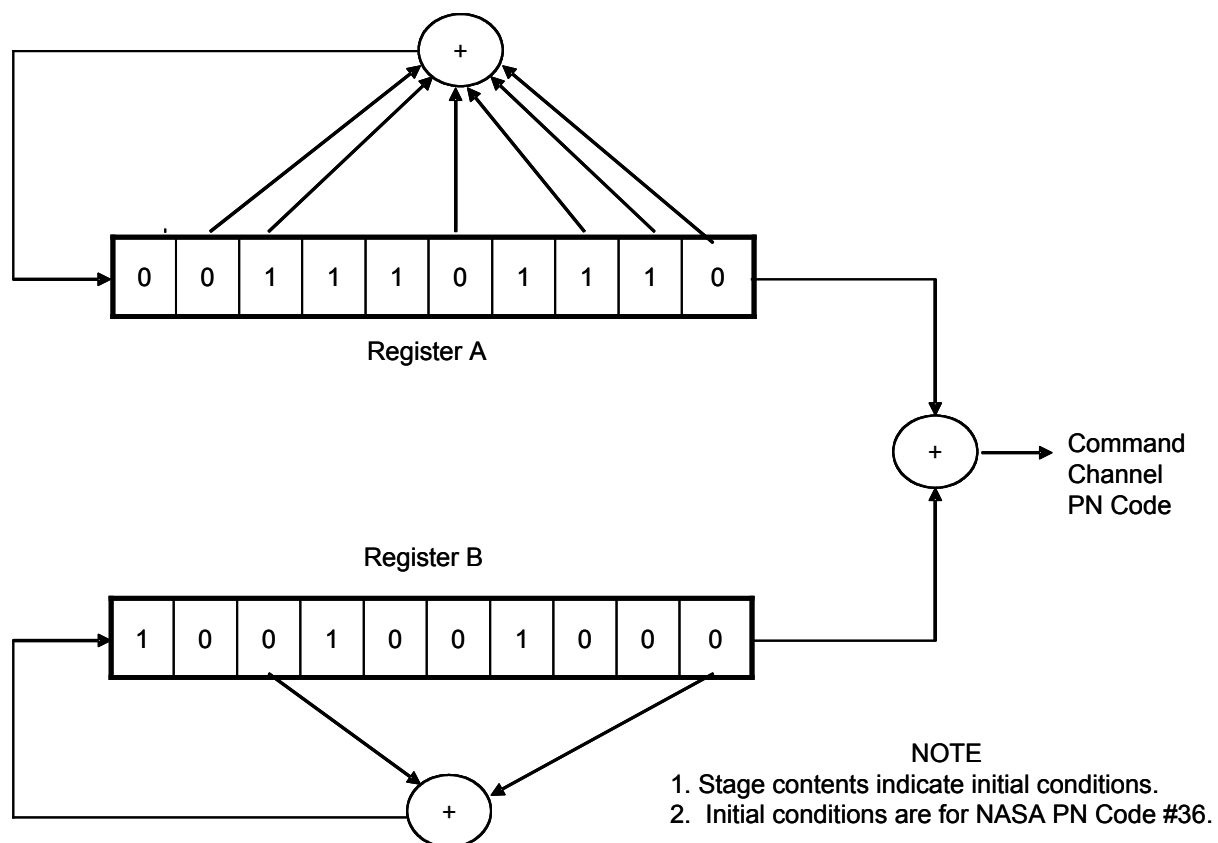 +
0 0 1 1 1 0 1 1 1 0
Register A
+
Command
Channel
PN Code
Register B
1 0 0 1 0 0 1 0 0 0
+
NOTE
1. Stage contents indicate initial conditions.
2. Initial conditions are for NASA PN Code #36.